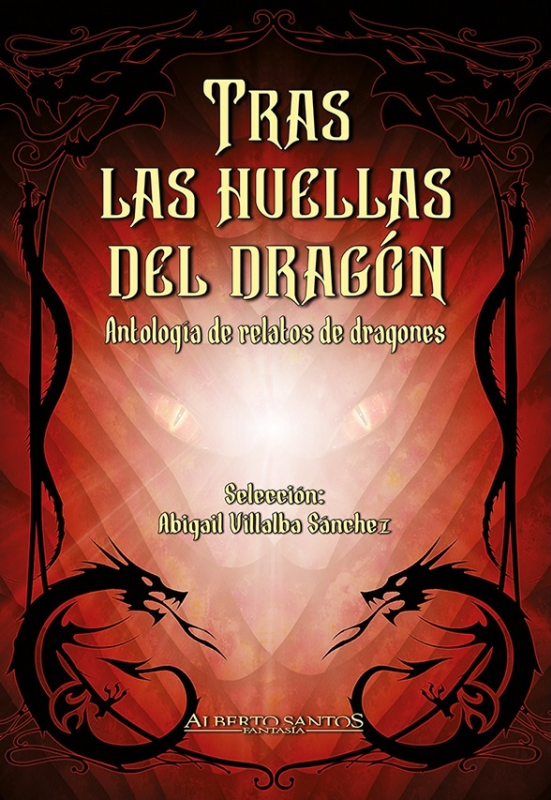 Tras
las huellas
del dragón
Antología de relatos de dragones
Selección:
Abigail Villalba Sánchez
ALBERTO SANTOS
FANTASÍA